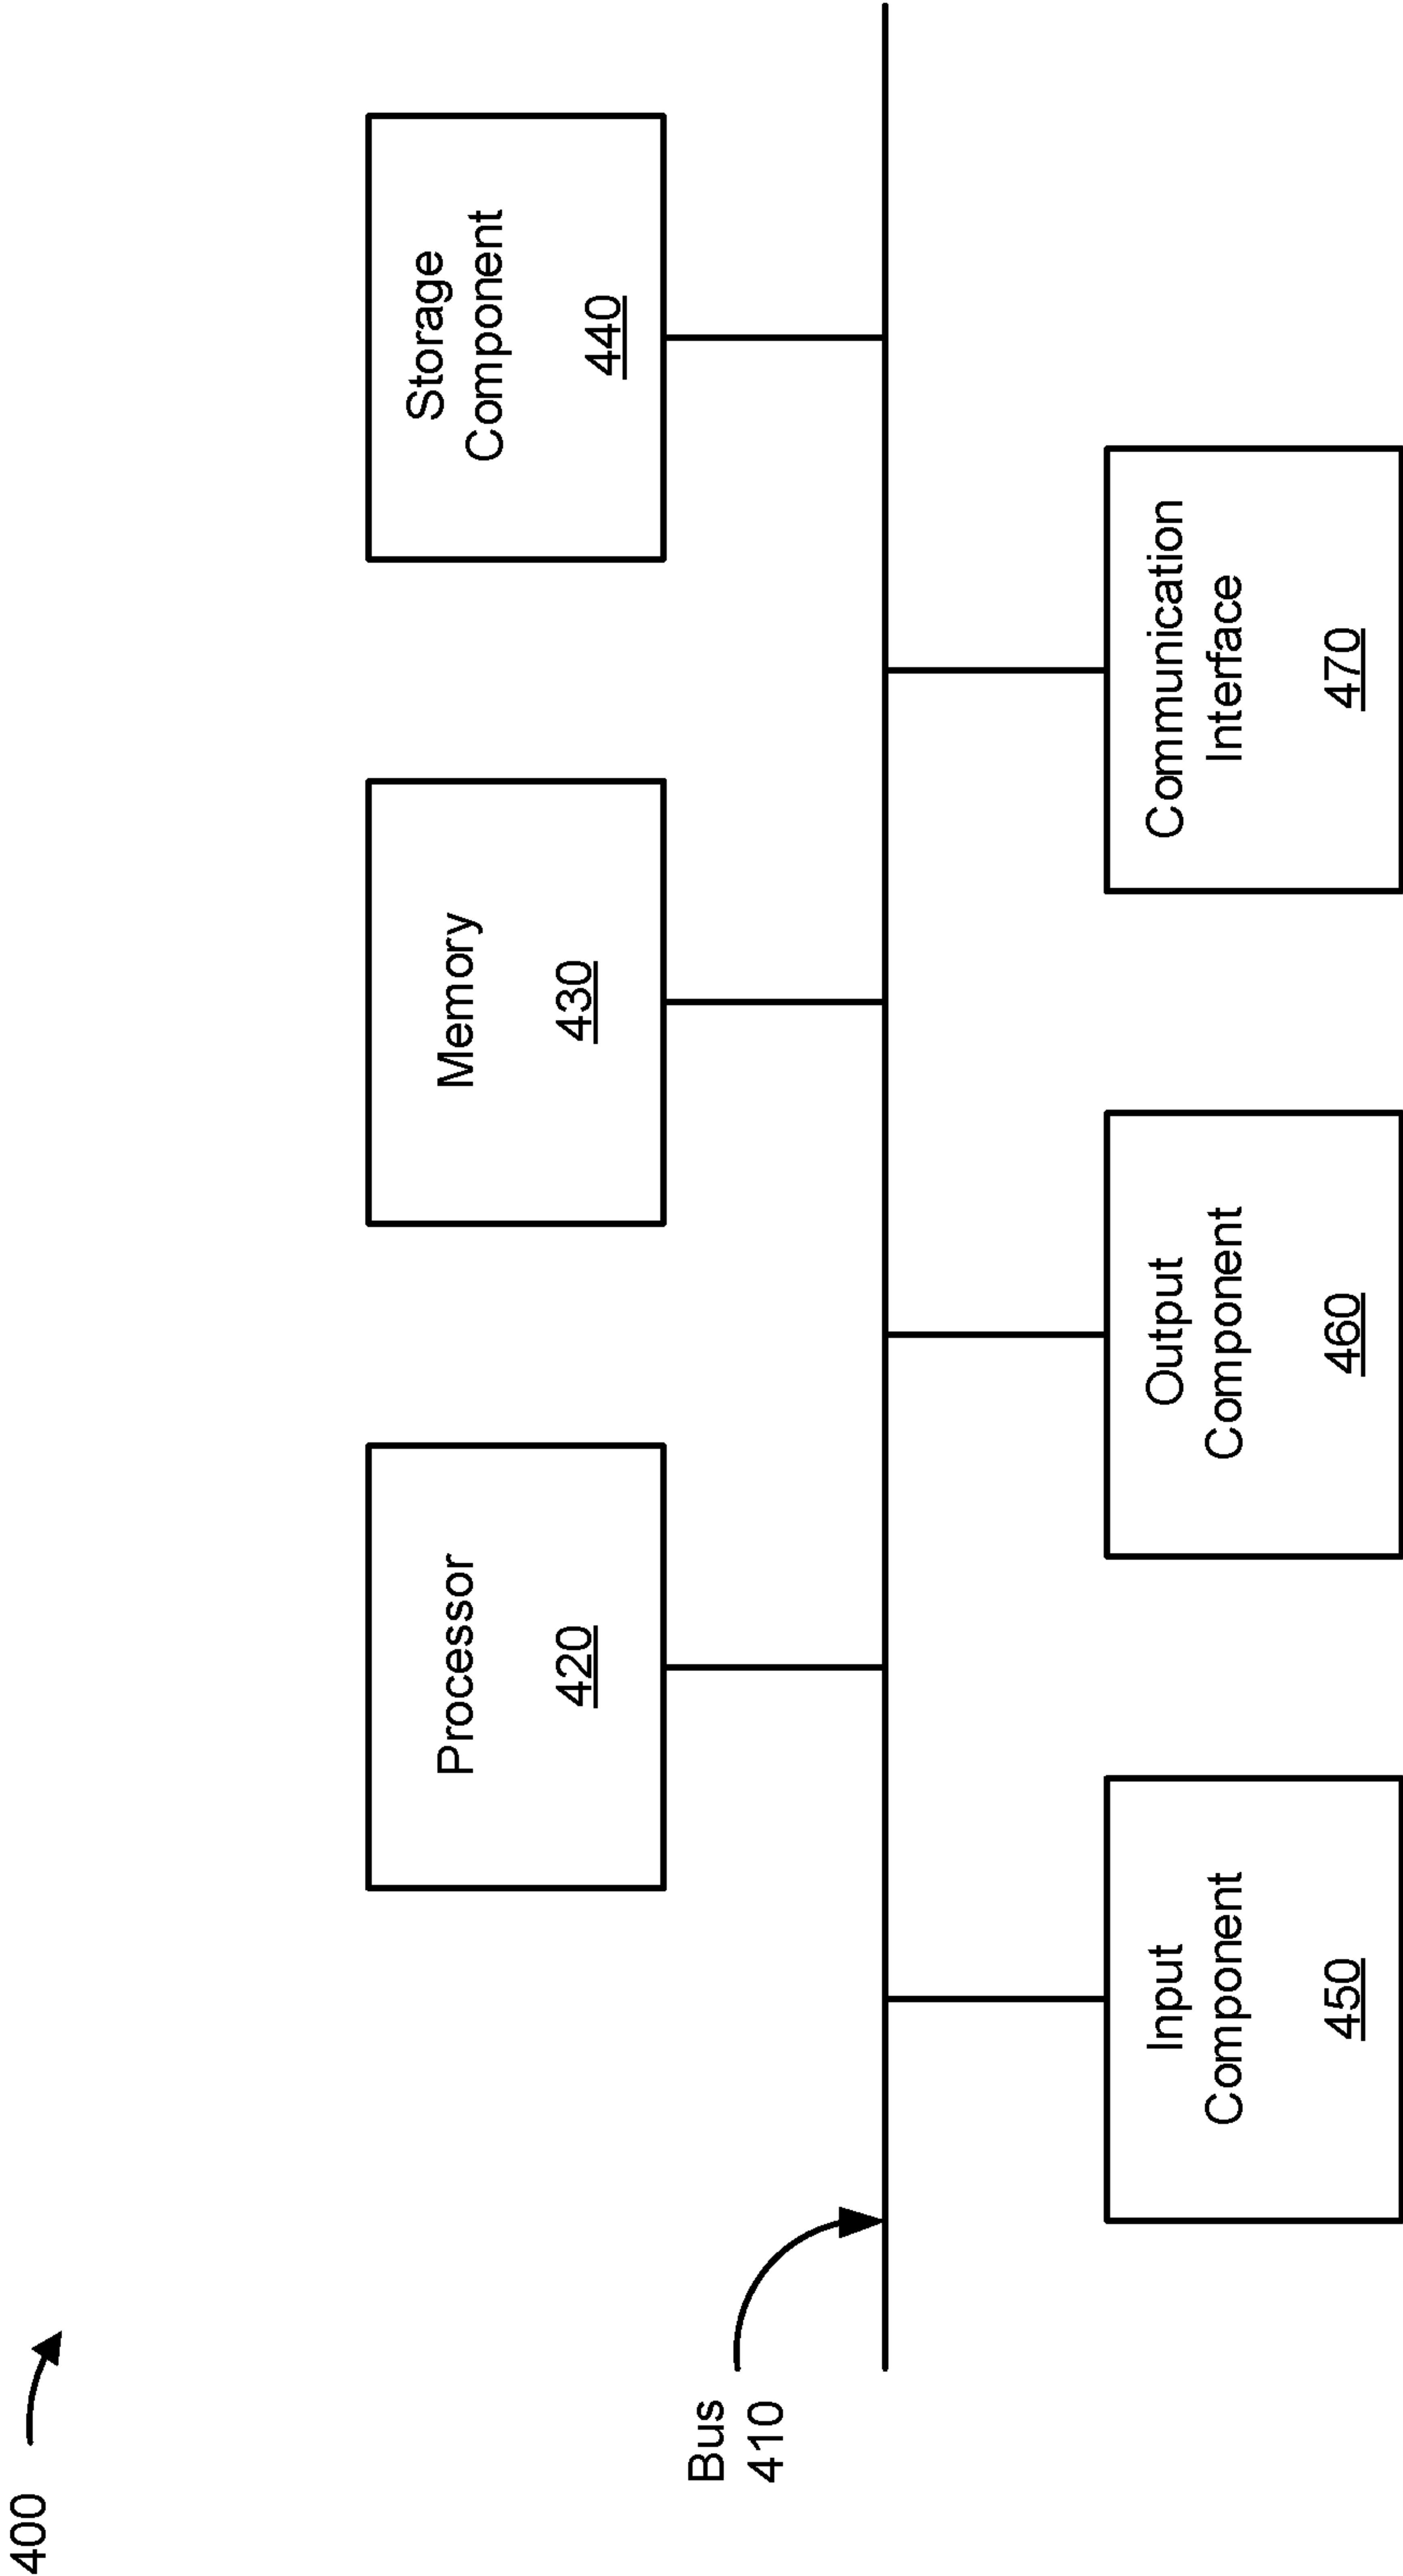 400
Processor
420
Memory
430
Storage
Component
440
Bus
410
Input
Component
450
Output
Component
460
Communication
Interface
470